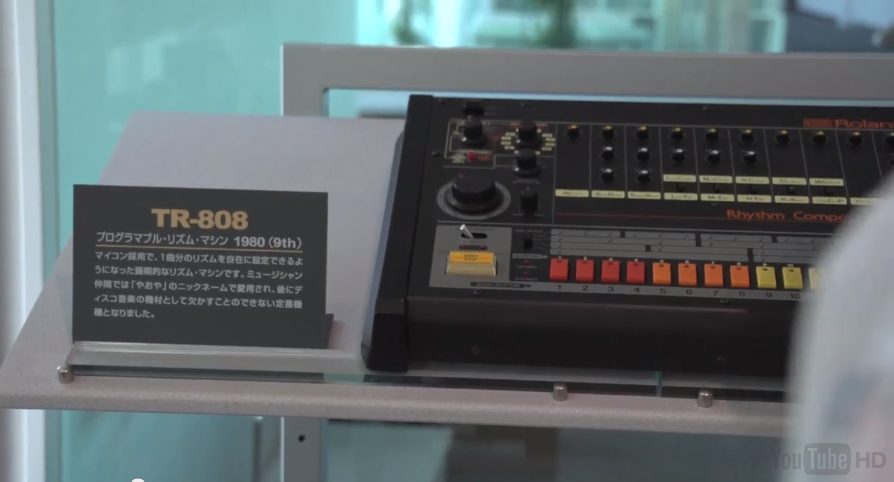 TR-808
プログラマブル・リズム・マシン 1980(9th)
マイコン採用で、1曲分のリズムを自在に設定できるよ
うになった画期的なリズム・マシンです。ミュージシャン
仲間では「やおや」のニックネームで愛用され、後にディ
スコ音楽の機材として欠かすことのできない定番機
種となりました。
Rolan
Rhythm Compo
1 2 3 4 5 6 7 8 9 10
YouTube HD